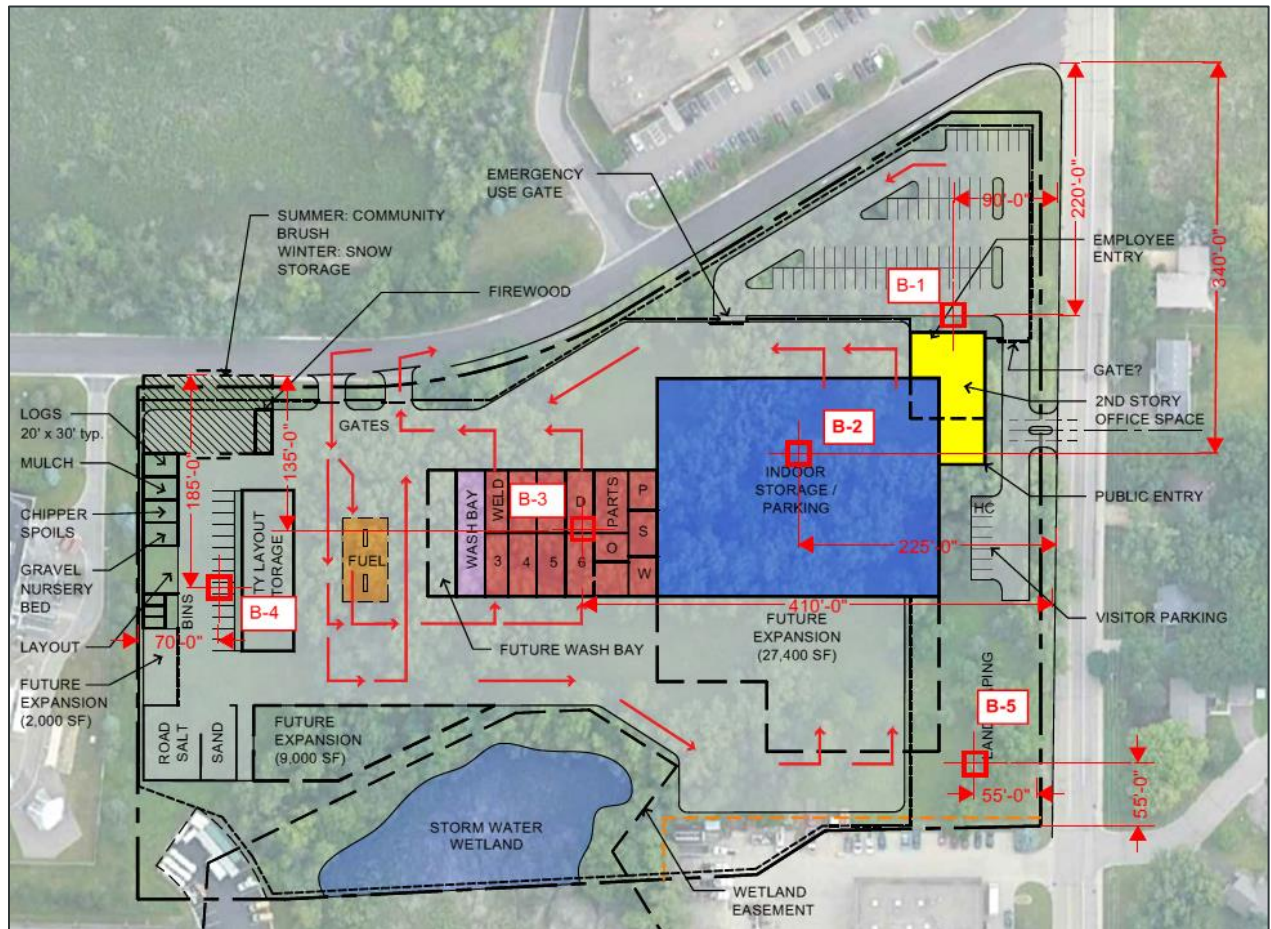 EMERGENCY
USE GATE
SUMMER: COMMUNITY
BRUSH
WINTER: SNOW
STORAGE
FIREWOOD
90'-0"
220'-0"
340'-0"
EMPLOYEE
ENTRY
B-1
GATE?
2ND STORY
OFFICE SPACE
LOGS
20' x 30' typ.
MULCH
CHIPPER
SPOILS
GRAVEL
NURSERY
BED
LAYOUT
FUTURE
EXPANSION
(2,000 SF)
185'-0"
135'-0"
GATES
B-2
INDOOR
STORAGE /
PARKING
PUBLIC ENTRY
HC
225'-0"
VISITOR PARKING
WASH BAY
WELD
B-3
D
PARTS
P
S
O
W
3
4
5
6
FUEL
TY LAYOUT
TORAGE
BINS
B-4
70'-0"
410'-0"
FUTURE WASH BAY
FUTURE
EXPANSION
(27,400 SF)
B-5
55'-0"
55'-0"
ROAD
SALT
SAND
FUTURE
EXPANSION
(9,000 SF)
STORM WATER
WETLAND
WETLAND
EASEMENT